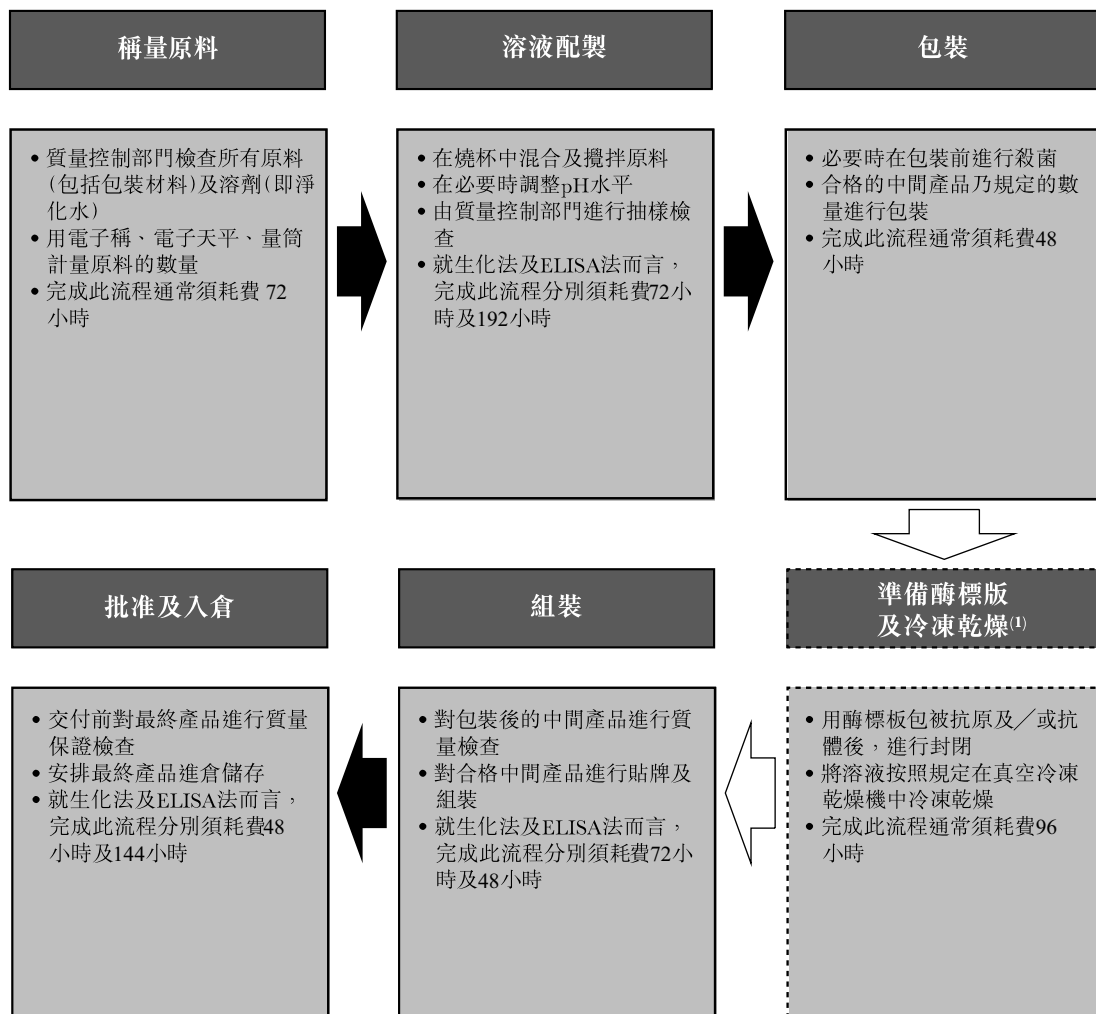 稱量原料
• 質量控制部門檢查所有原料
(包括包裝材料)及溶劑(即淨
化水)
• 用電子稱、電子天平、量筒
計量原料的數量
• 完成此流程通常須耗費 72
小時
溶液配製
• 在燒杯中混合及攪拌原料
• 在必要時調整pH水平
• 由質量控制部門進行抽樣檢
查
• 就生化法及ELISA法而言，
完成此流程分別須耗費72小
時及192小時
包裝
• 必要時在包裝前進行殺菌
• 合格的中間產品乃規定的數
量進行包裝
• 完成此流程通常須耗費48
小時
準備酶標版
及冷凍乾燥(1)
• 用酶標板包被抗原及╱或抗
體後，進行封閉
• 將溶液按照規定在真空冷凍
乾燥機中冷凍乾燥
• 完成此流程通常須耗費96
小時
組裝
• 對包裝後的中間產品進行質
量檢查
• 對合格中間產品進行貼牌及
組裝
• 就生化法及ELISA法而言，
完成此流程分別須耗費72小
時及48小時
批准及入倉
• 交付前對最終產品進行質量
保證檢查
• 安排最終產品進倉儲存
• 就生化法及ELISA法而言，
完成此流程分別須耗費48
小時及144小時